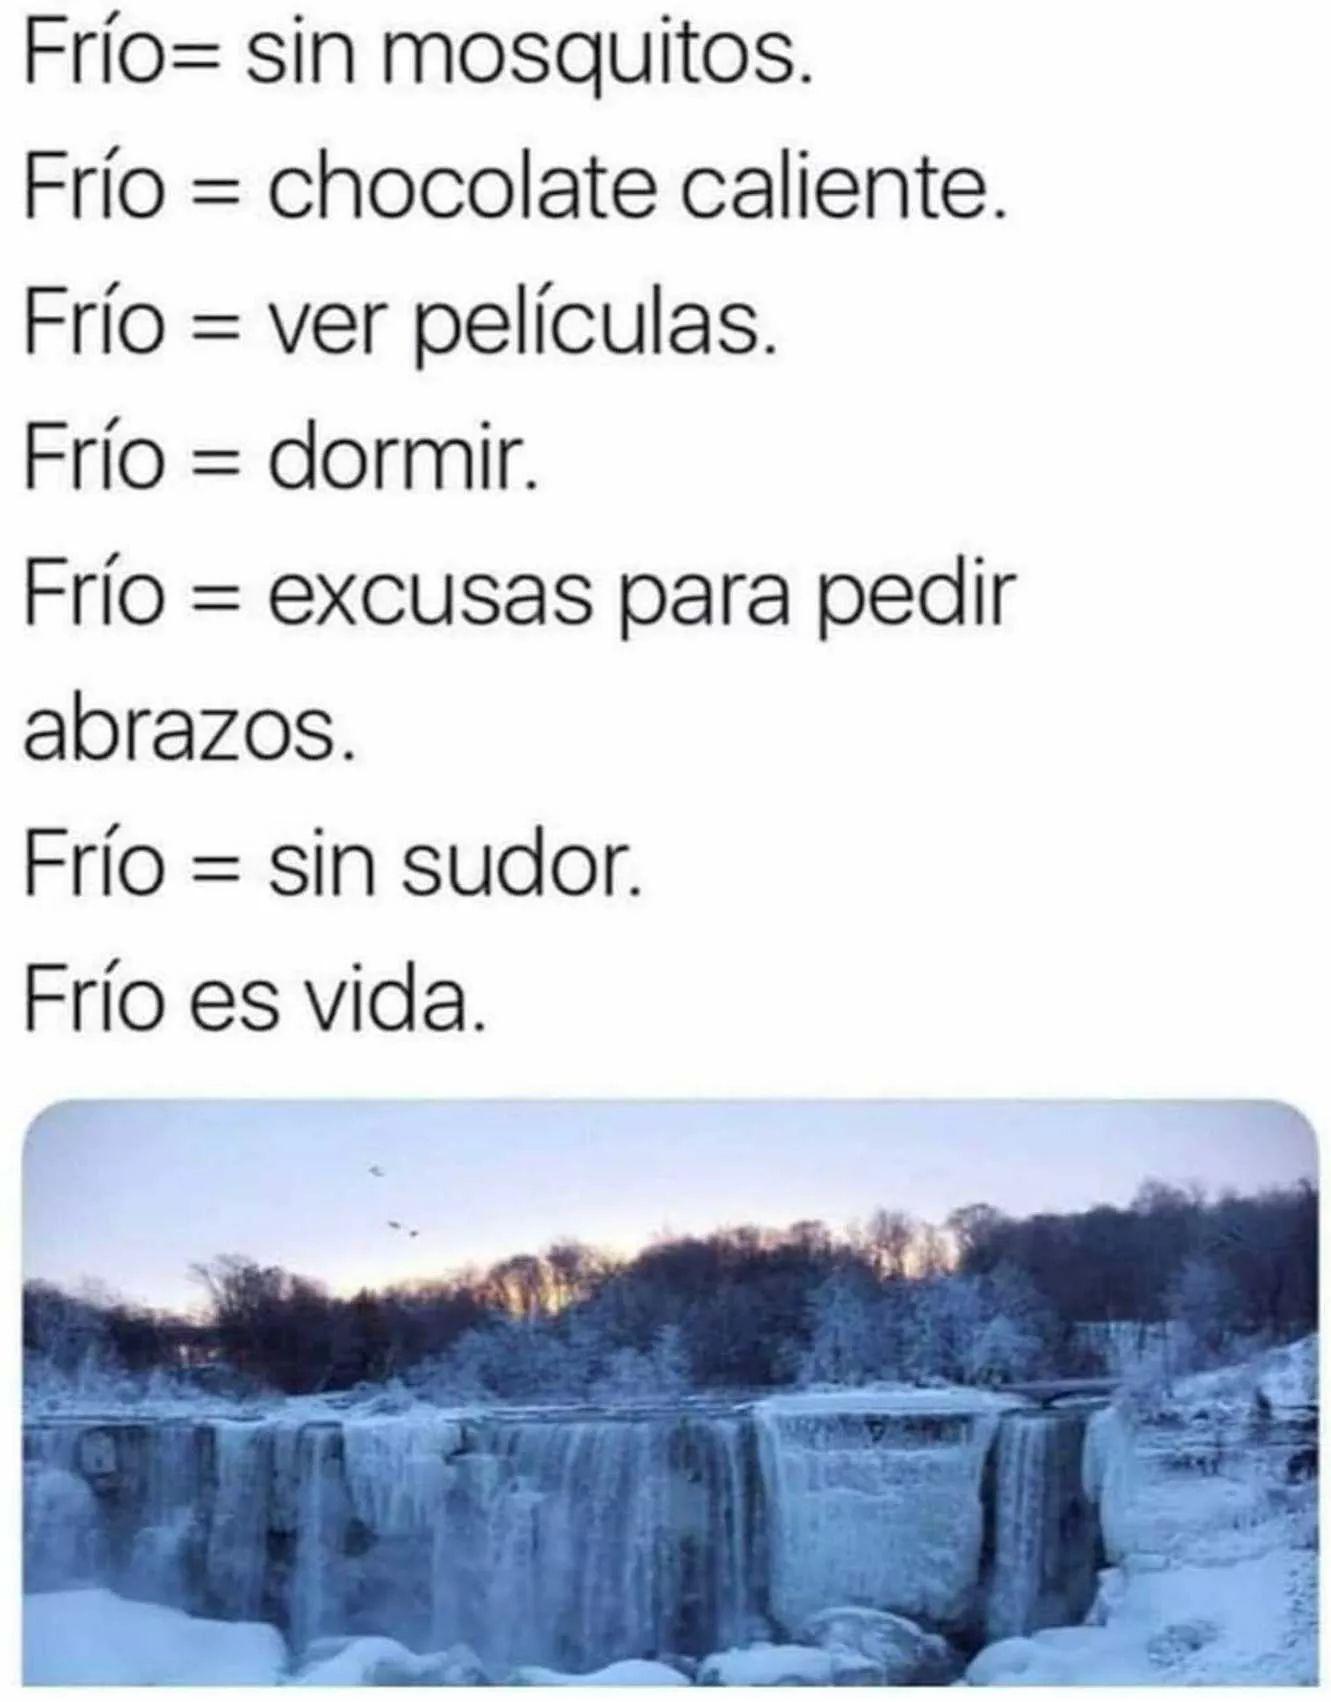 Frío= sin mosquitos.
Frío = chocolate caliente.
Frío = ver películas.
Frío = dormir.
Frío = excusas para pedir
abrazos.
Frío = sin sudor.
Frío es vida.